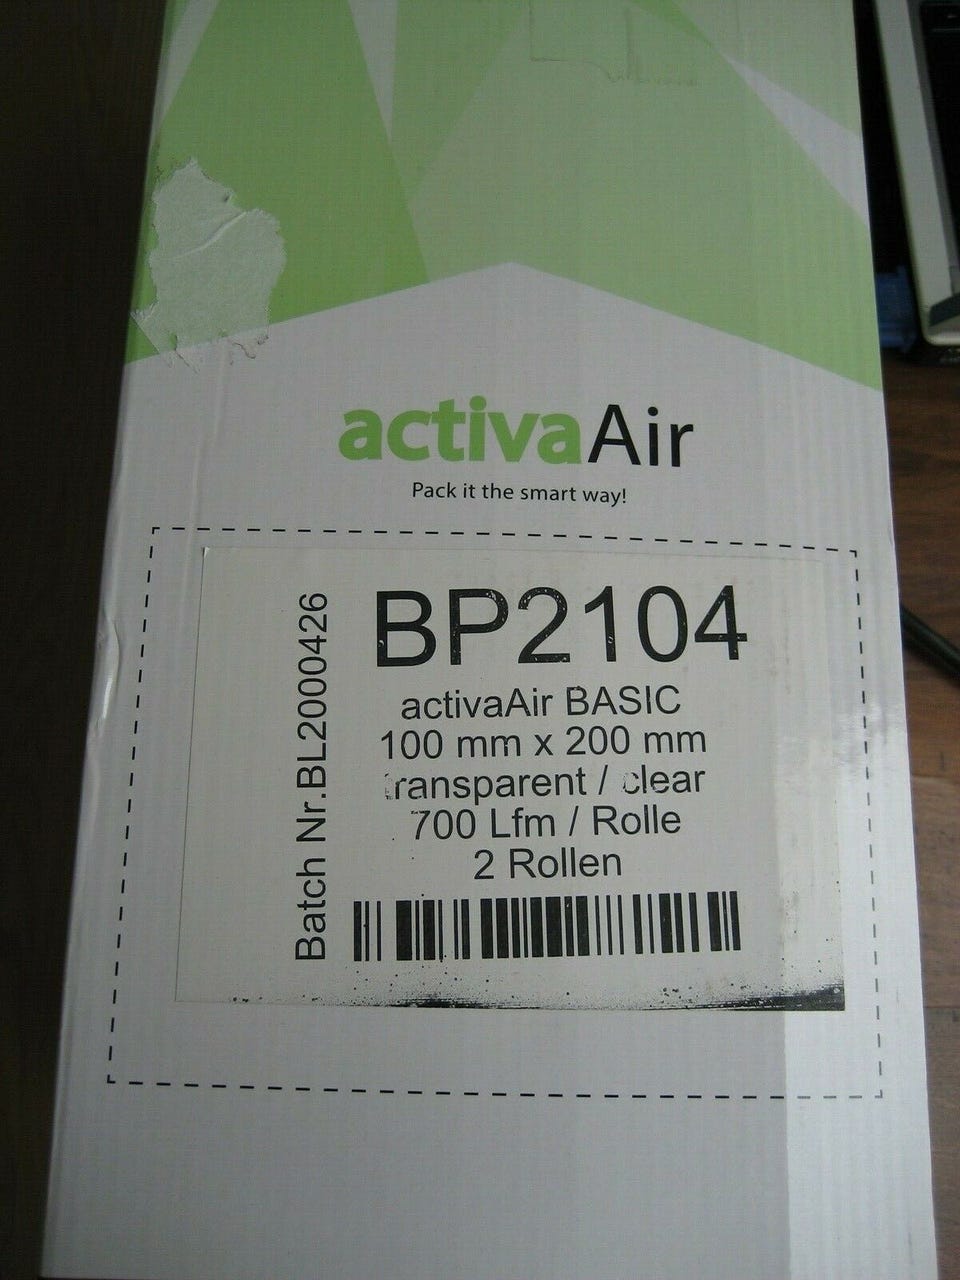 activaAir
Pack it the smart way!
Batch Nr.BL2000426
BP2104
activaAir BASIC
100 mm x 200 mm
transparent / clear
700 Lfm / Rolle
2 Rollen